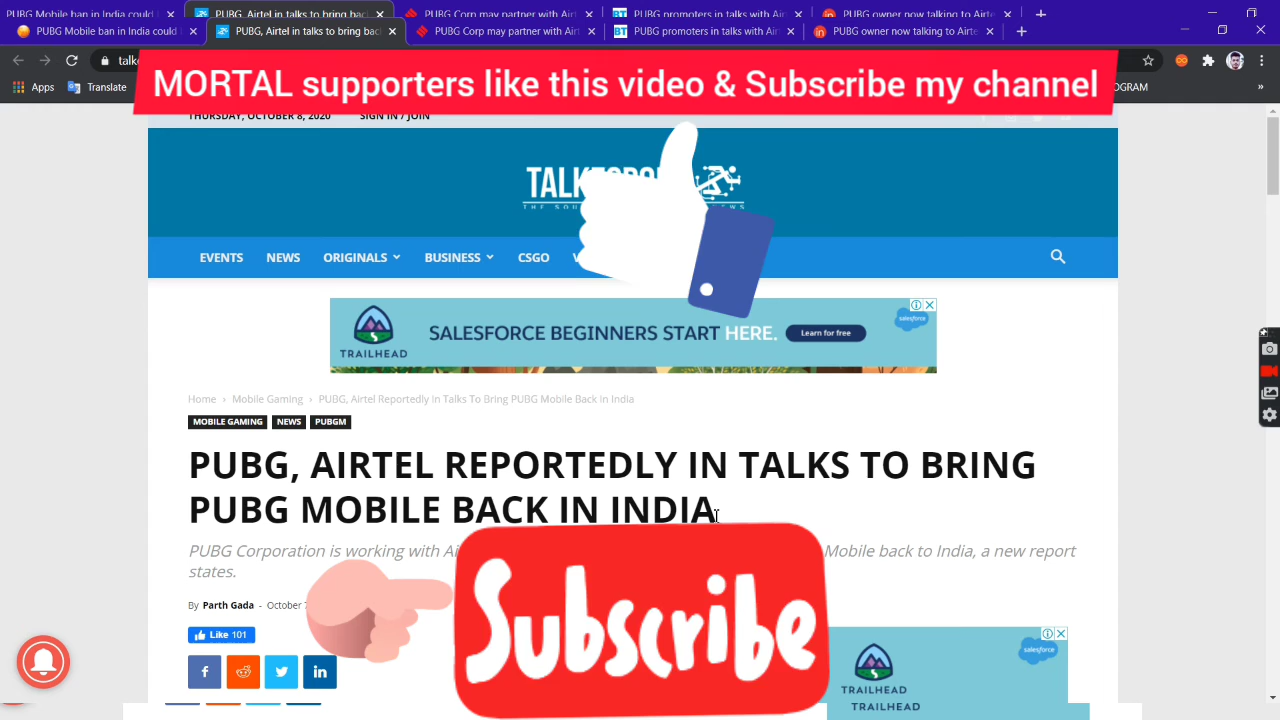 PUBG Mobile ban in India could
PUBG, Airtel in talks to bring back
PUBG Corp may partner with Airt
PUBG promoters in talks with Air
PUBG owner now talking to Airte
MORTAL supporters like this video & Subscribe my channel
Apps
Translate
THURSDAY, OCTOBER 8, 2020
SIGN IN / JOIN
EVENTS
NEWS
ORIGINALS
BUSINESS
CSGO
TRAILHEAD
SALESFORCE BEGINNERS START HERE.
Learn for free
salesforce
Home › Mobile Gaming › PUBG, Airtel Reportedly In Talks To Bring PUBG Mobile Back In India
MOBILE GAMING
NEWS
PUBGM
PUBG, AIRTEL REPORTEDLY IN TALKS TO BRING
PUBG MOBILE BACK IN INDIA
PUBG Corporation is working with Mobile back to India, a new report
states.
By Parth Gada - October
Like 101
Subscribe
salesforce
TRAILHEAD
TRAILHEAD